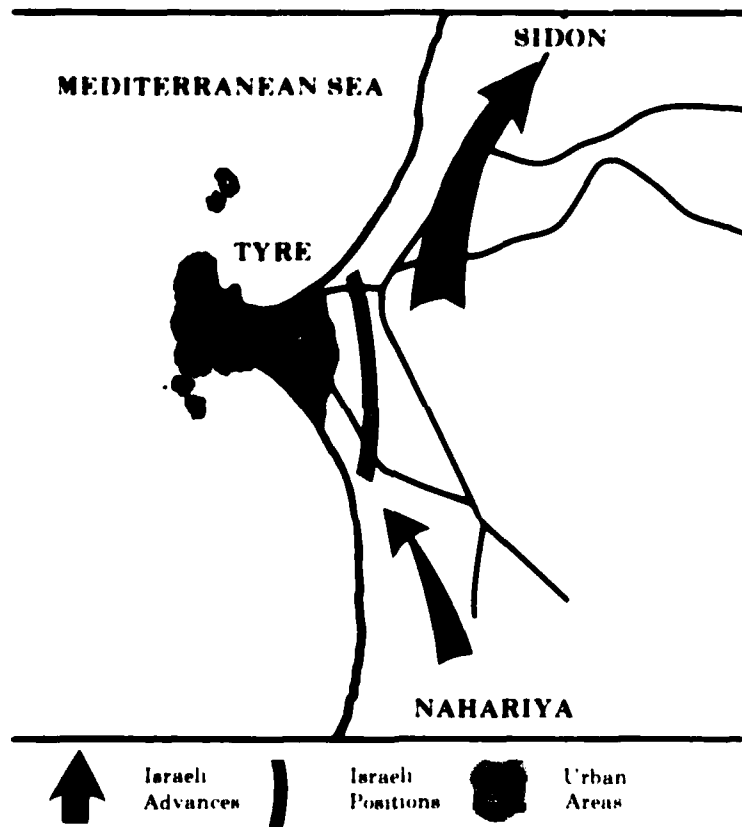 SIDON
MEDITERRANEAN SEA
TYRE
NAHARIYA
Israeli
Advances
Israeli
Positions
Urban
Areas